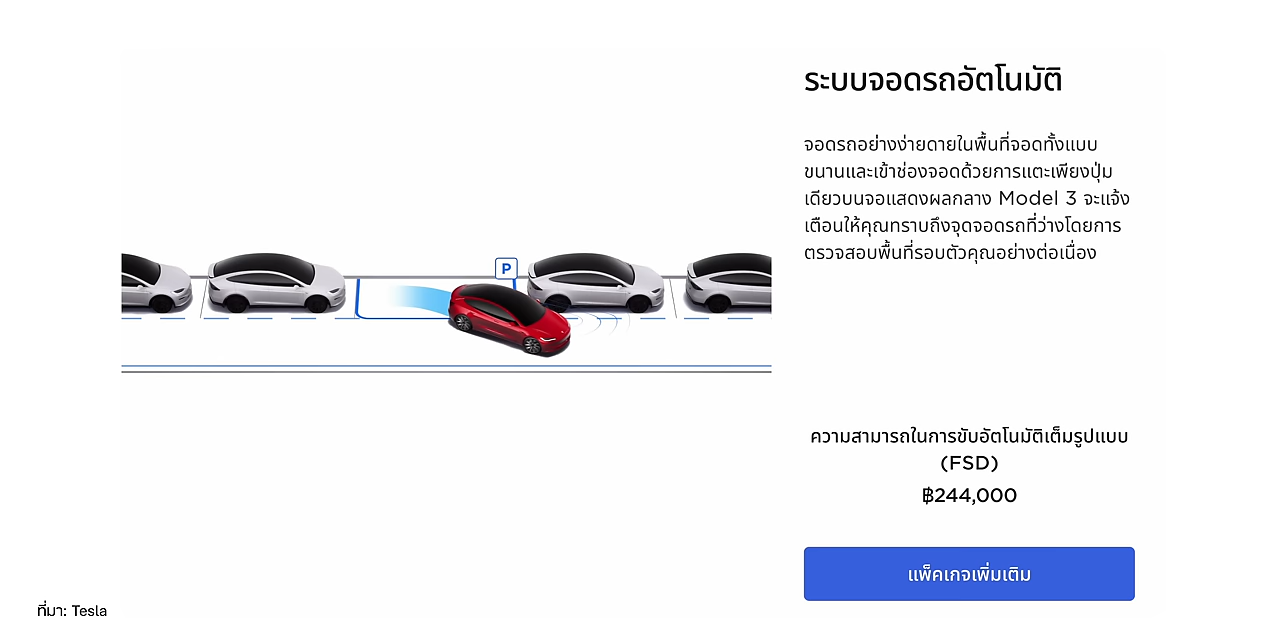 ระบบจอดรถอัตโนมัติ
จอดรถอย่างง่ายดายในพื้นที่จอดทั้งแบบ
ขนานและเข้าช่องจอดด้วยการแตะเพียงปุ่ม
เดียวบนจอแสดงผลกลาง Model 3 จะแจ้ง
เตือนให้คุณทราบถึงจุดจอดรถที่ว่างโดยการ
ตรวจสอบพื้นที่รอบตัวคุณอย่างต่อเนื่อง
P
ความสามารถในการขับอัตโนมัติเต็มรูปแบบ
(FSD)
฿244,000
แพ็คเกจเพิ่มเติม
ที่มา: Tesla